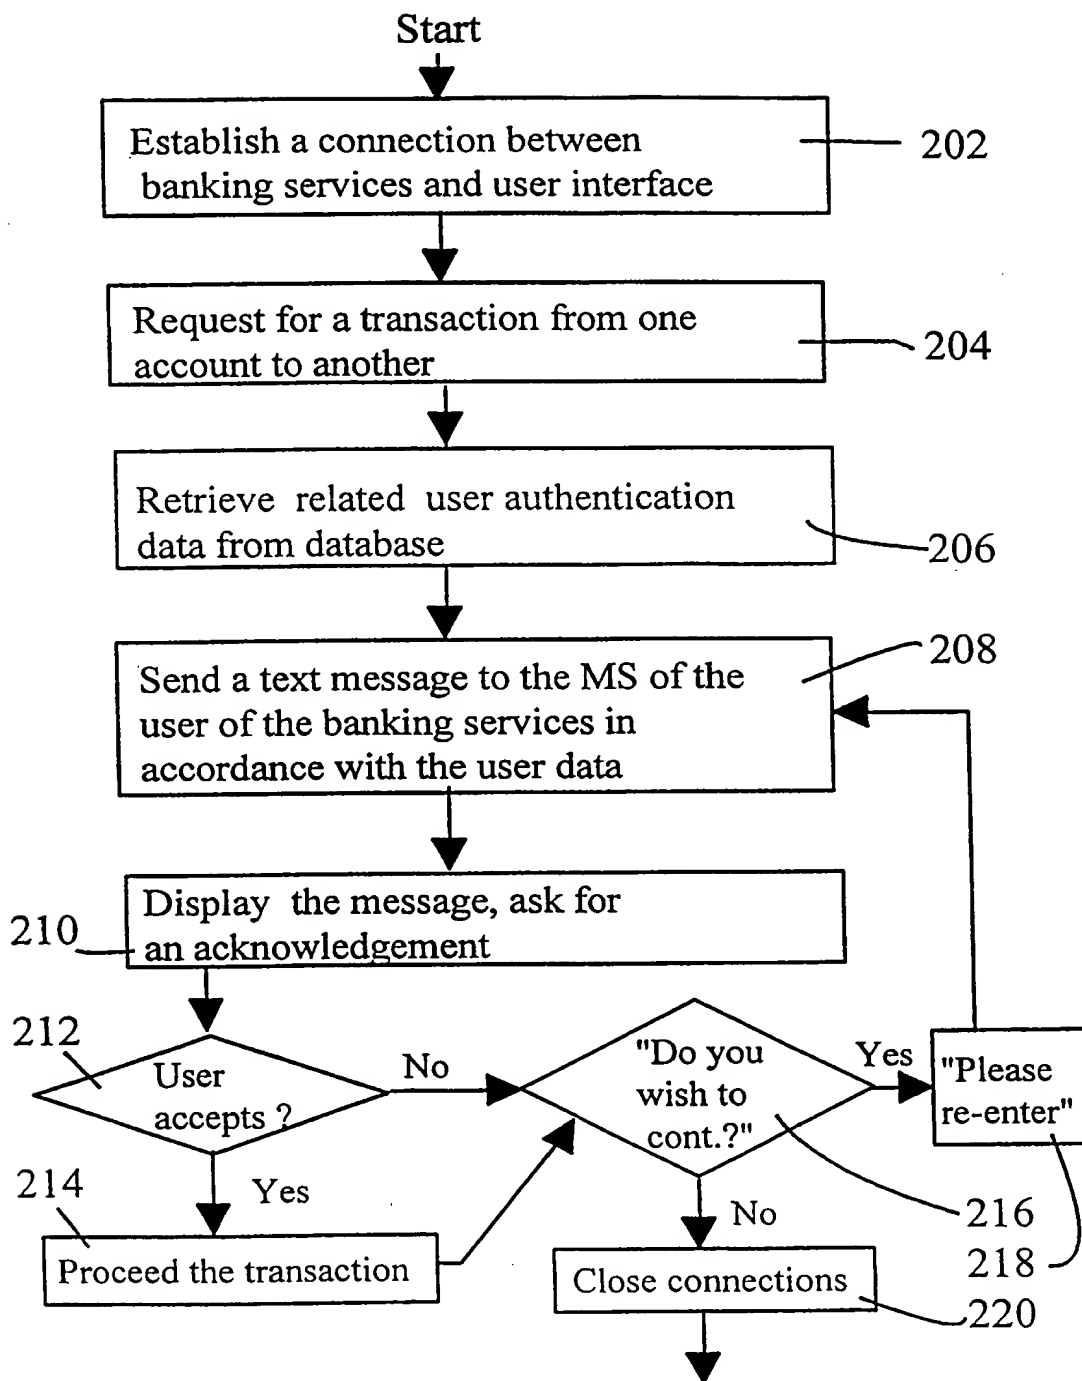 Start
Establish a connection between
banking services and user interface
202
Request for a transaction from one
account to another
204
Retrieve related user authentication
data from database
206
Send a text message to the MS of the
user of the banking services in
accordance with the user data
208
Display the message, ask for
an acknowledgement
210
212
User
accepts ?
No
"Do you
wish to
cont.?"
Yes
"Please
re-enter"
214
Yes
Proceed the transaction
No
216
218
Close connections
220